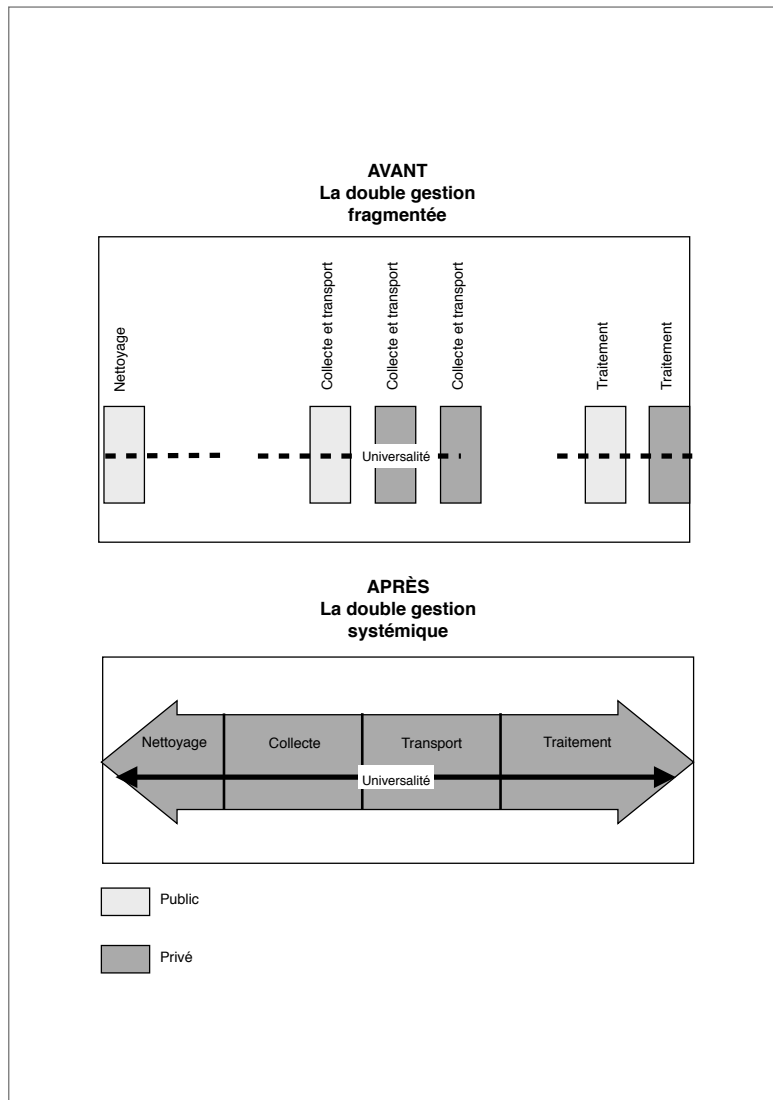 AVANT
La double gestion
fragmentée
Nettoyage
Collecte et transport
Collecte et transport
Collecte et transport
Traitement
Traitement
Universalité
APRÈS
La double gestion
systémique
Nettoyage
Collecte
Transport
Traitement
Universalité
Public
Privé